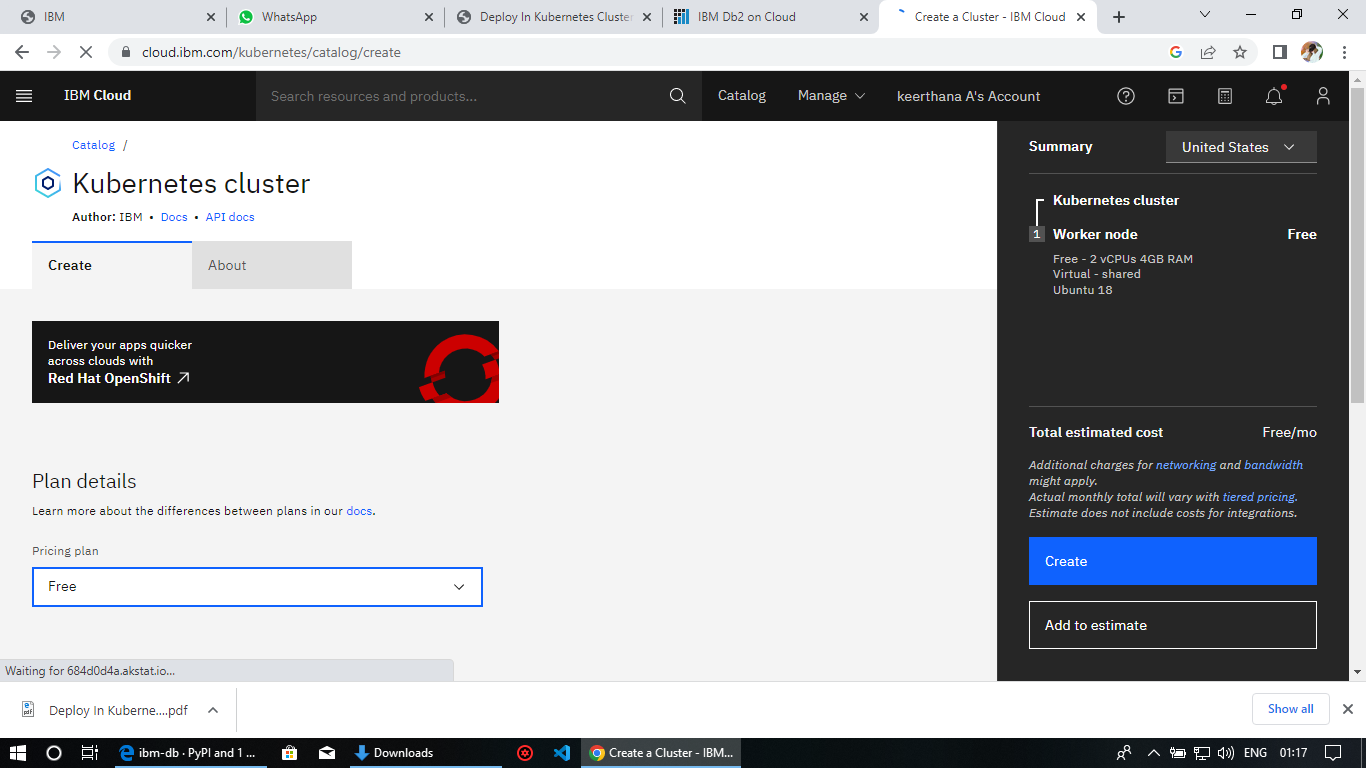 IBM
WhatsApp
Deploy In Kubernetes Cluster
IBM Db2 on Cloud
Create a Cluster - IBM Cloud
cloud.ibm.com/kubernetes/catalog/create
IBM Cloud
Search resources and products...
Catalog
Manage
keerthana A's Account
Catalog /
Kubernetes cluster
Author: IBM • Docs • API docs
Create
About
Deliver your apps quicker
across clouds with
Red Hat OpenShift
Plan details
Learn more about the differences between plans in our docs.
Pricing plan
Free
Summary
United States
Kubernetes cluster
1 Worker node Free
Free - 2 vCPUs 4GB RAM
Virtual - shared
Ubuntu 18
Total estimated cost Free/mo
Additional charges for networking and bandwidth
might apply.
Actual monthly total will vary with tiered pricing.
Estimate does not include costs for integrations.
Create
Add to estimate
Waiting for 684d0d4a.akstat.io...
Deploy In Kuberne....pdf
Show all
ibm-db · PyPI and 1 ...
Downloads
Create a Cluster - IBM...
ENG
01:17